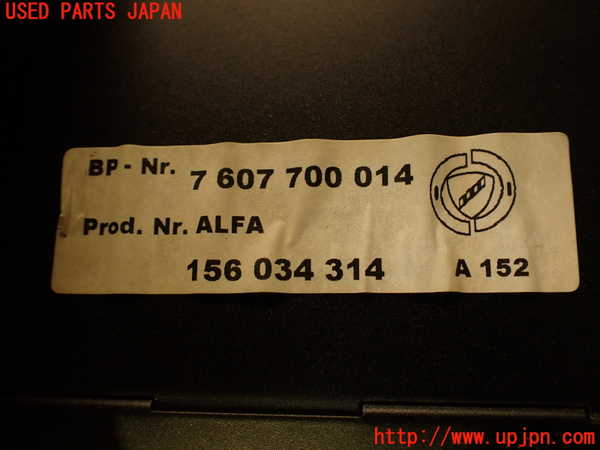 USED PARTS JAPAN
BP - Nr. 7 607 700 014
Prod. Nr. ALFA
156 034 314 A 152
http://www.upjpn.com